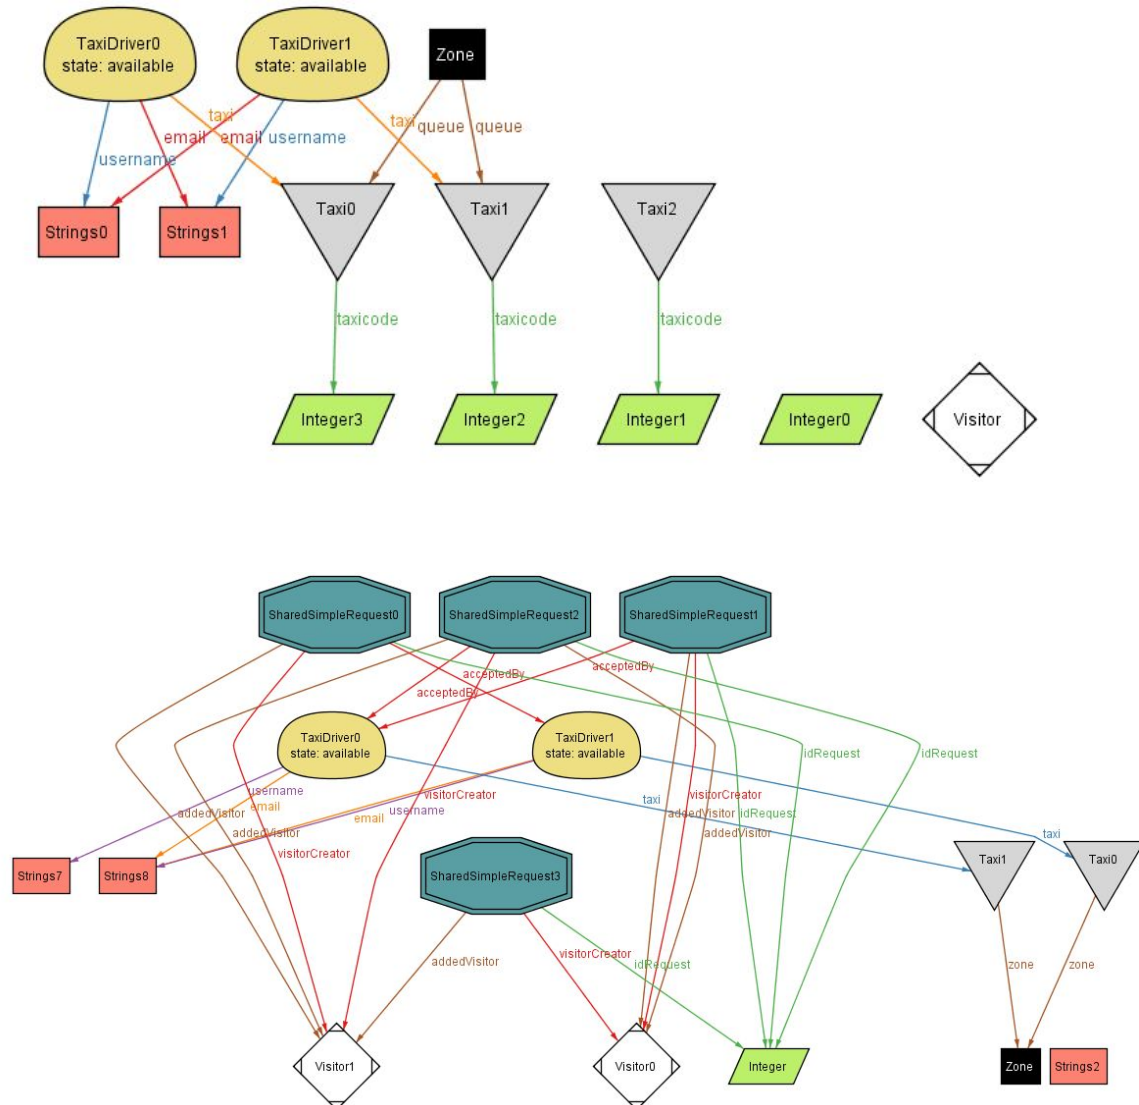 TaxiDriver0
state: available
TaxiDriver1
state: available
Zone
taxi
taxi
queue
queue
email
email
username
username
Strings0
Strings1
Taxi0
Taxi1
Taxi2
taxicode
taxicode
taxicode
Integer3
Integer2
Integer1
Integer0
Visitor
SharedSimpleRequest0
SharedSimpleRequest2
SharedSimpleRequest1
acceptedBy
acceptedBy
TaxiDriver0
state: available
TaxiDriver1
state: available
idRequest
idRequest
username
visitorCreator
taxi
addedVisitor
email
username
addedVisitor
idRequest
addedVisitor
email
addedVisitor
taxi
visitorCreator
Strings7
Strings8
SharedSimpleRequest3
Taxi1
Taxi0
visitorCreator
addedVisitor
idRequest
zone
zone
Visitor1
Visitor0
Integer
Zone
Strings2